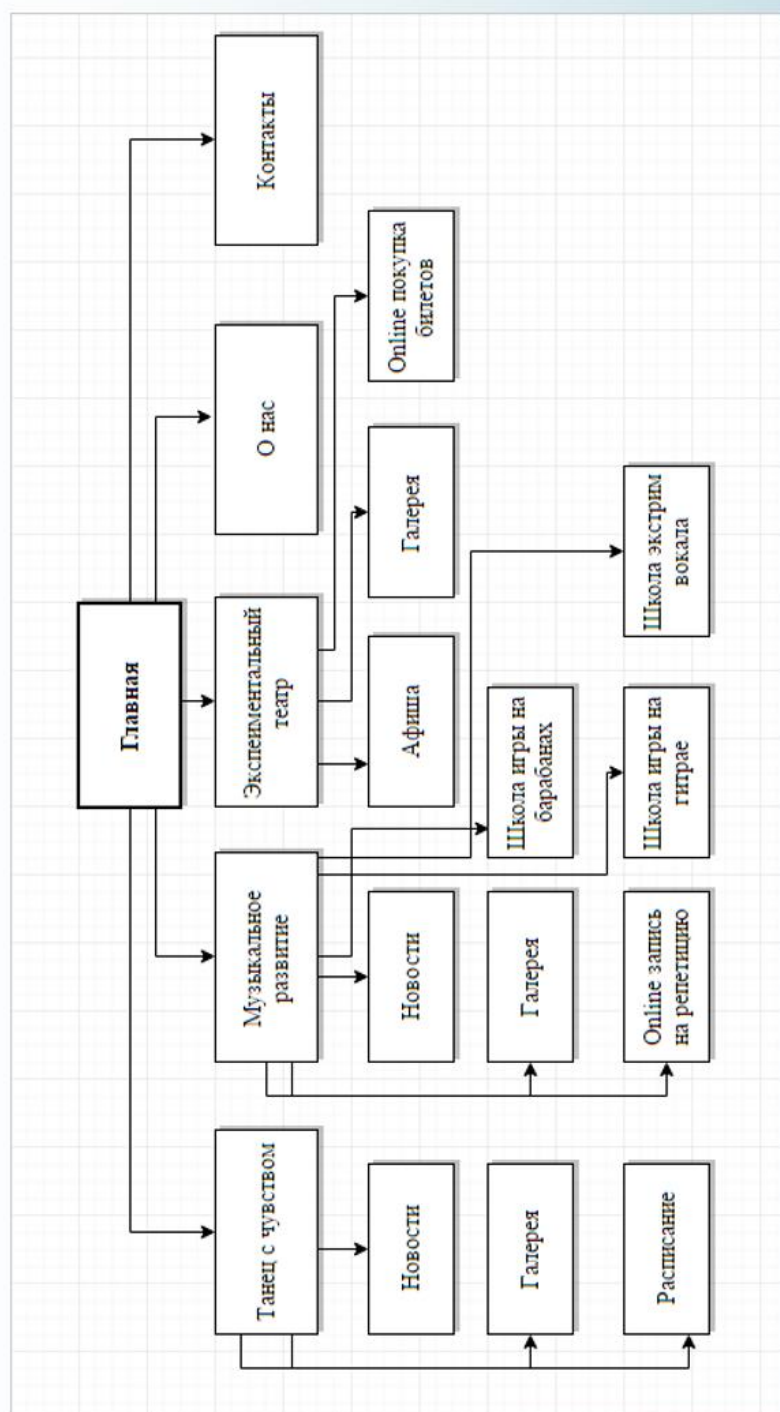 Главная
Танец с чувством
Музыкальное
развитие
Экспеиментальный
театр
О нас
Контакты
Новости
Новости
Афиша
Галерея
Online покупка
билетов
Галерея
Галерея
Школа игры на
барабанах
Расписание
Online запись
на репетицию
Школа игры на
гитрае
Школа экстрим
вокала